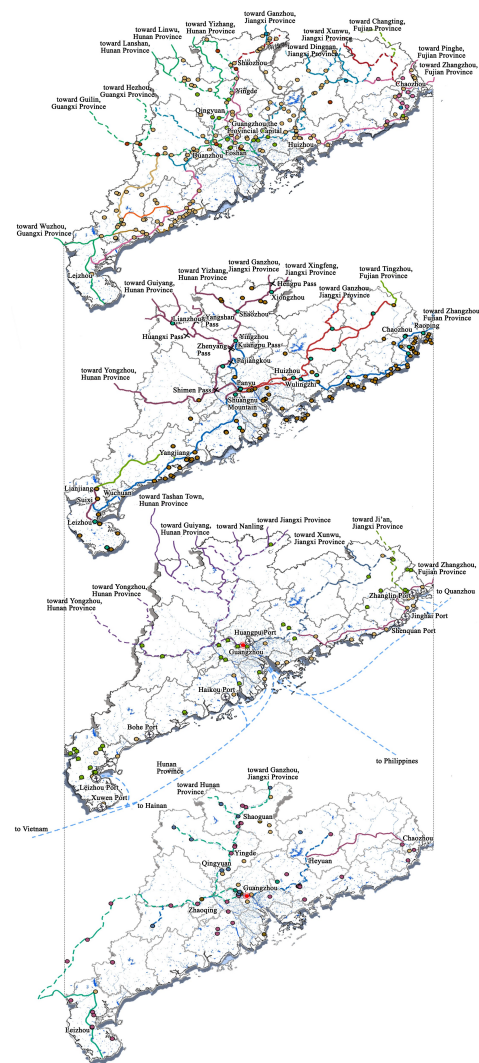 toward Ganzhou,
Jiangxi Province
toward Yizhang,
Hunan Province
toward Linwu,
Hunan Province
toward Lanshan,
Hunan Province
toward Xunwu,
Jiangxi Province
toward Changting,
Fujian Province
toward Dingnan,
Jiangxi Province
toward Pinghe,
Fujian Province
toward Zhangzhou,
Fujian Province
toward Hezhou,
Guangxi Province
toward Guilin,
Guangxi Province
Shaozhou
Yingde
Chaozhou
Qingyuan
Guangzhou the
Provincial Capital
Huizhou
Duanzhou
Foshan
toward Wuzhou,
Guangxi Province
Leizhou
toward Ganzhou,
Jiangxi Province
toward Yizhang,
Hunan Province
toward Xingfeng,
Jiangxi Province
toward Tingzhou,
Fujian Province
toward Guiyang,
Hunan Province
Hengpu Pass
toward Ganzhou,
Jiangxi Province
Xiongzhou
Shaozhou
Lianzhou
Yangshan
Pass
toward Zhangzhou
Fujian Province
Chaozhou
Raoping
Huangxi Pass
Yingzhou
Kuangpu Pass
Zhenyang
Pass
Pajiangkou
toward Yongzhou,
Hunan Province
Huizhou
Shimen Pass
Panyu
Wulingzhi
Shuangnu
Mountain
Yangjiang
Lianjiang
Wuchuan
Suixi
Leizhou
toward Tashan Town,
Hunan Province
toward Guiyang,
Hunan Province
toward Nanling
toward Jiangxi Province
toward Xunwu,
Jiangxi Province
toward Ji'an,
Jiangxi Province
toward Yongzhou,
Hunan Province
toward Zhangzhou,
Fujian Province
toward Yongzhou,
Hunan Province
Zhanglin Port
to Quanzhou
Jinghai Port
Shenquan Port
Huangpu Port
Guangzhou
Haikou Port
Bohe Port
Hunan
Province
to Philippines
Leizhou Port
Xuwen Port
to Hainan
to Vietnam
toward Hunan
Province
toward Ganzhou,
Jiangxi Province
Shaoguan
Chaozhou
Yingde
Qingyuan
Heyuan
Guangzhou
Zhaoqing
Leizhou